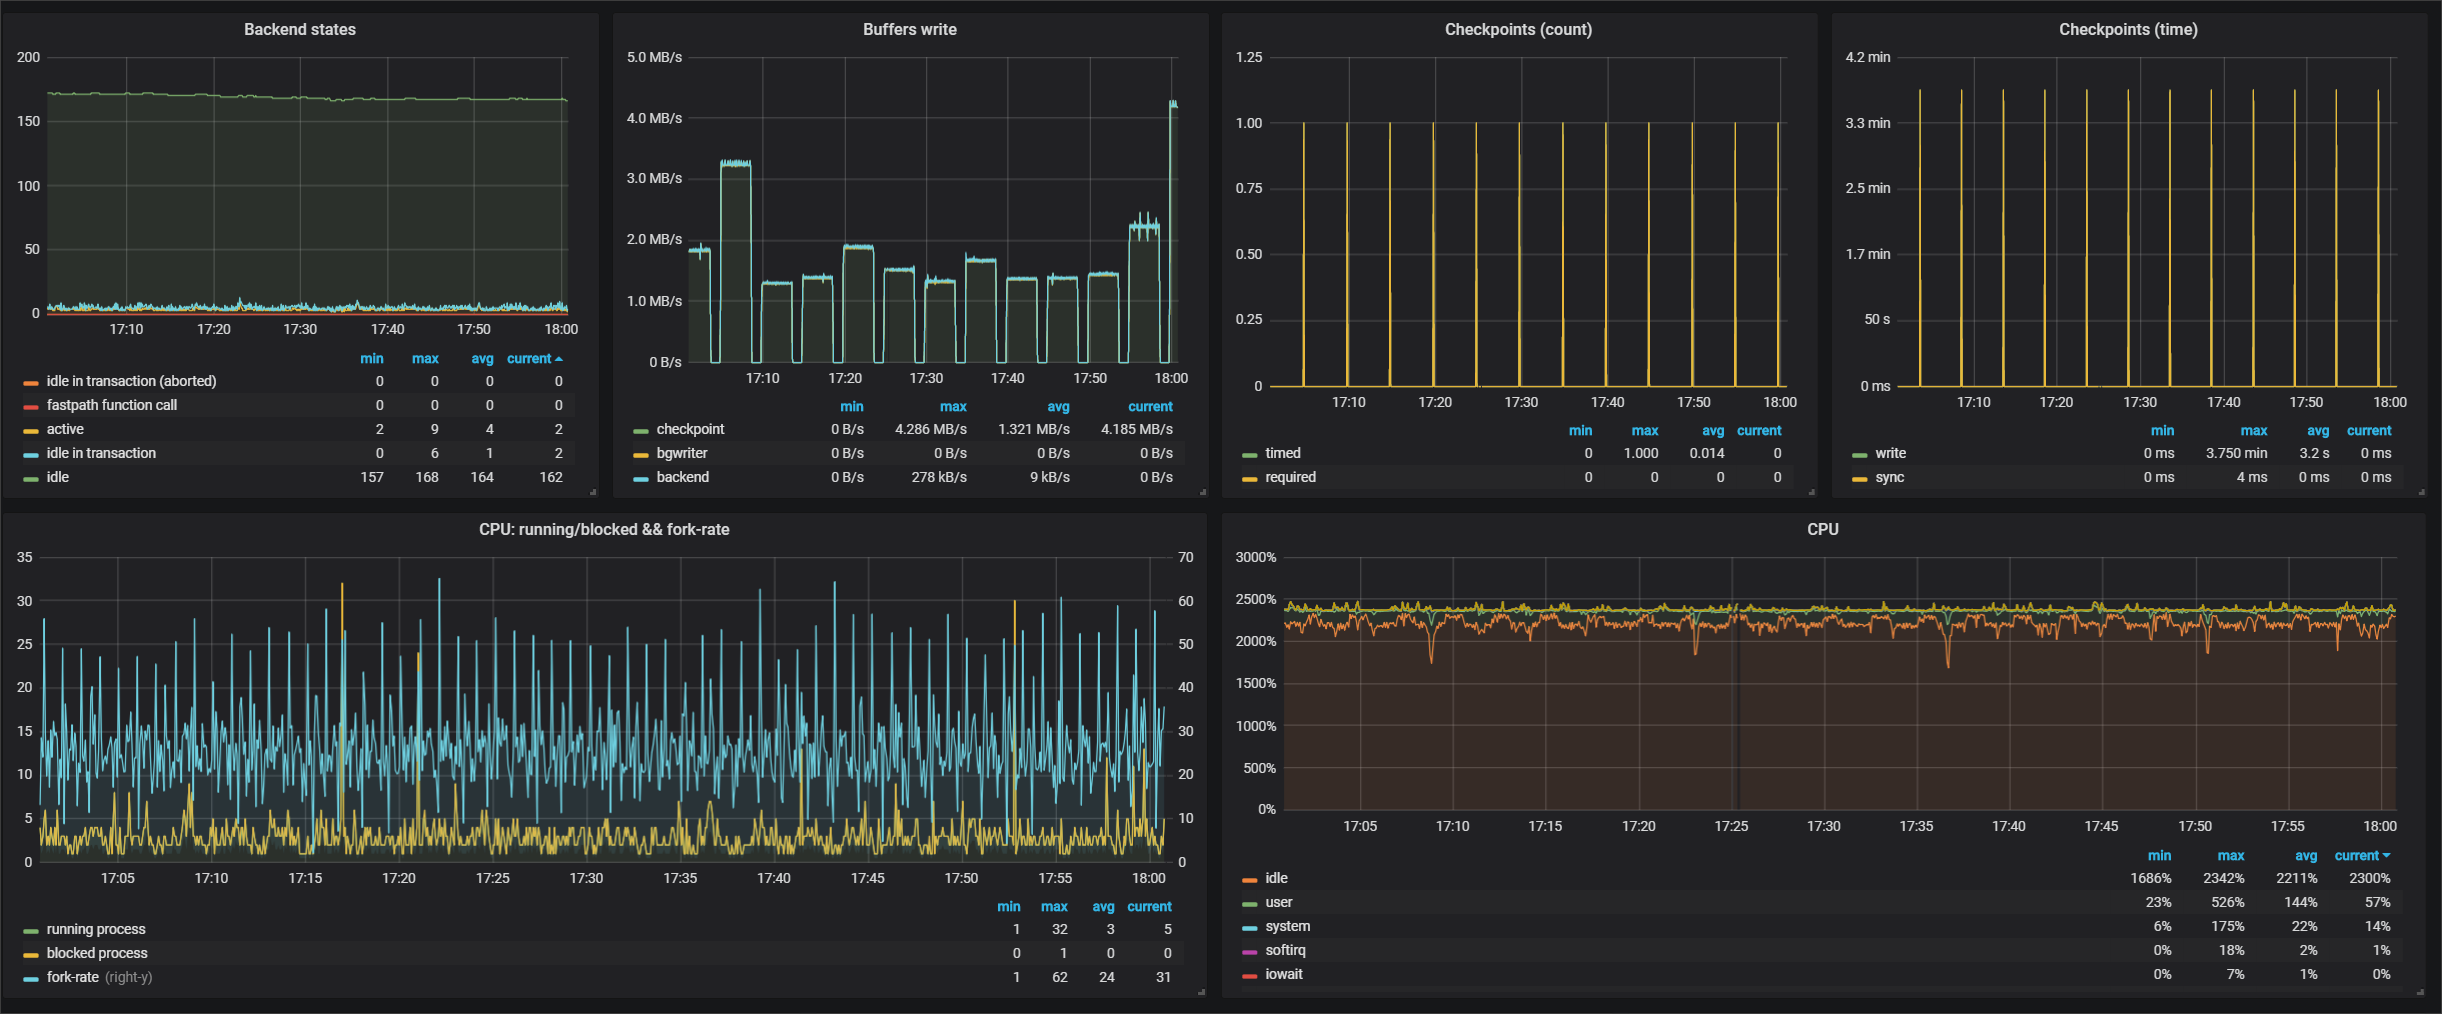 Backend states
200
150
100
50
0
17:10 17:20 17:30 17:40 17:50 18:00
min max avg current
idle in transaction (aborted) 0 0 0 0
fastpath function call 0 0 0 0
active 2 9 4 2
idle in transaction 0 6 1 2
idle 157 168 164 162
Buffers write
5.0 MB/s
4.0 MB/s
3.0 MB/s
2.0 MB/s
1.0 MB/s
0 B/s
17:10 17:20 17:30 17:40 17:50 18:00
min max avg current
checkpoint 0 B/s 4.286 MB/s 1.321 MB/s 4.185 MB/s
bgwriter 0 B/s 0 B/s 0 B/s 0 B/s
backend 0 B/s 278 kB/s 9 kB/s 0 B/s
Checkpoints (count)
1.25
1.00
0.75
0.50
0.25
0
17:10 17:20 17:30 17:40 17:50 18:00
min max avg current
timed 0 1.000 0.014 0
required 0 0 0 0
Checkpoints (time)
4.2 min
3.3 min
2.5 min
1.7 min
50 s
0 ms
17:10 17:20 17:30 17:40 17:50 18:00
min max avg current
write 0 ms 3.750 min 3.2 s 0 ms
sync 0 ms 4 ms 0 ms 0 ms
CPU: running/blocked && fork-rate
35 70
30 60
25 50
20 40
15 30
10 20
5 10
0 0
17:05 17:10 17:15 17:20 17:25 17:30 17:35 17:40 17:45 17:50 17:55 18:00
min max avg current
running process 1 32 3 5
blocked process 0 1 0 0
fork-rate (right-y) 1 62 24 31
CPU
3000%
2500%
2000%
1500%
1000%
500%
0%
17:05 17:10 17:15 17:20 17:25 17:30 17:35 17:40 17:45 17:50 17:55 18:00
min max avg current
idle 1686% 2342% 2211% 2300%
user 23% 526% 144% 57%
system 6% 175% 22% 14%
softirq 0% 18% 2% 1%
iowait 0% 7% 1% 0%